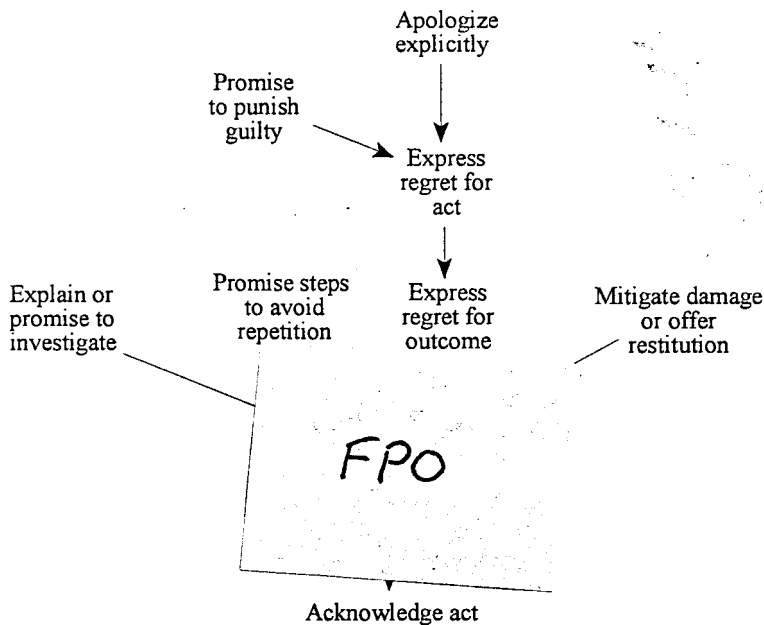 Apologize
explicitly
Promise
to punish
guilty
Express
regret for
act
Explain or
promise to
investigate
Promise steps
to avoid
repetition
Express
regret for
outcome
Mitigate damage
or offer
restitution
FPO
Acknowledge act